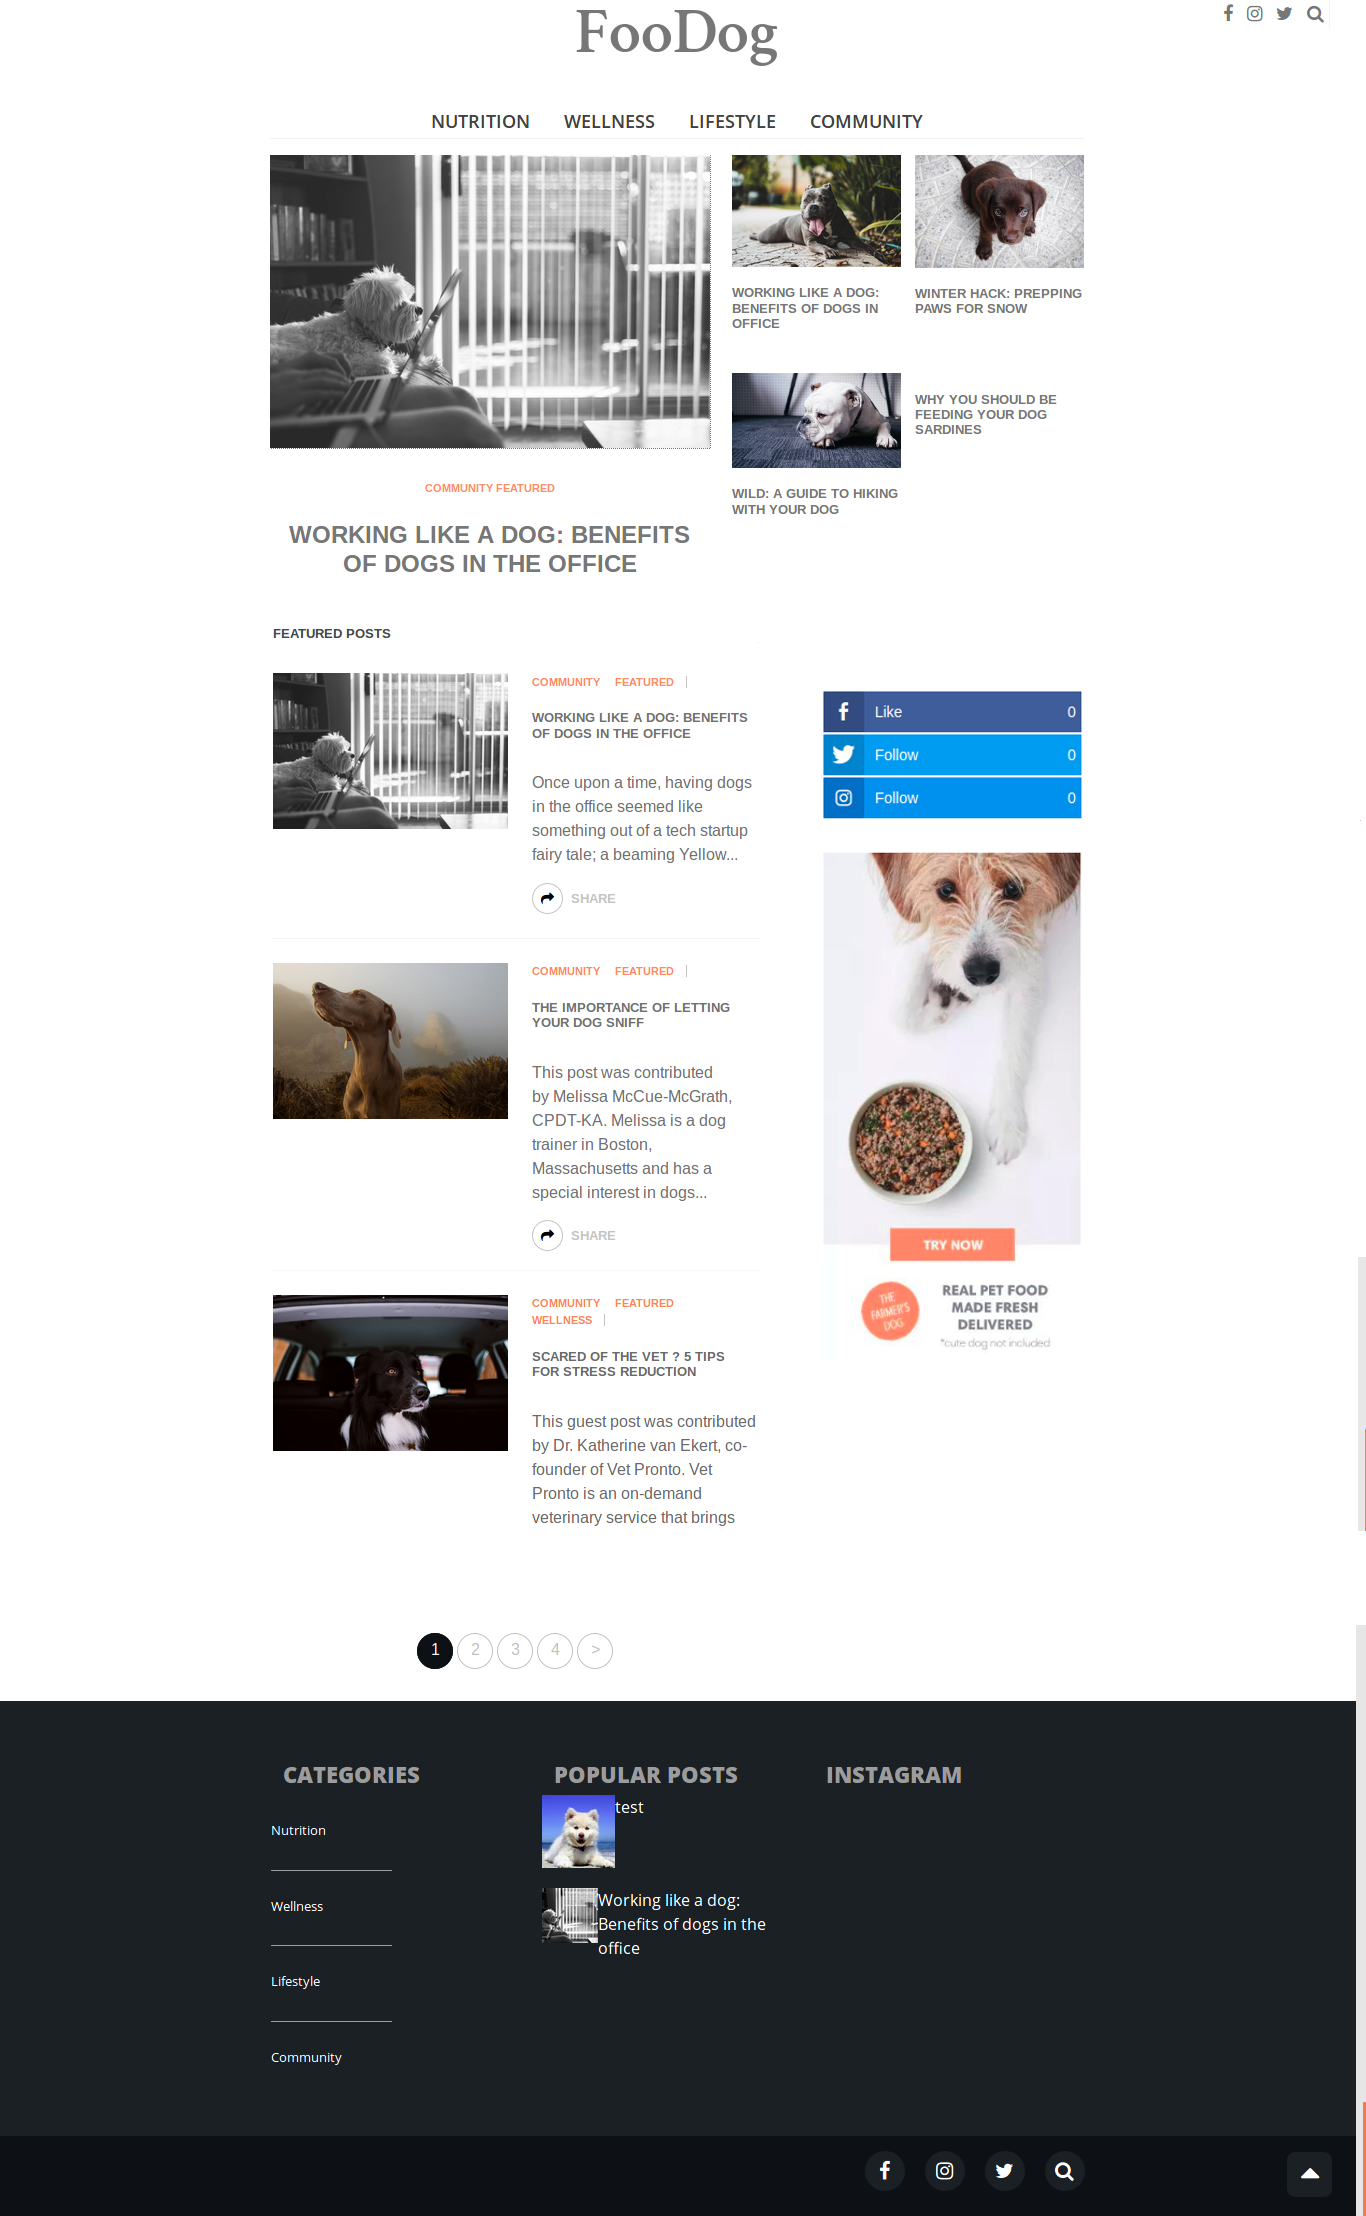 FooDog
NUTRITION WELLNESS LIFESTYLE COMMUNITY
WORKING LIKE A DOG:
BENEFITS OF DOGS IN
OFFICE
WINTER HACK: PREPPING
PAWS FOR SNOW
WILD: A GUIDE TO HIKING
WITH YOUR DOG
WHY YOU SHOULD BE
FEEDING YOUR DOG
SARDINES
COMMUNITY FEATURED
WORKING LIKE A DOG: BENEFITS
OF DOGS IN THE OFFICE
FEATURED POSTS
COMMUNITY FEATURED
WORKING LIKE A DOG: BENEFITS
OF DOGS IN THE OFFICE
Once upon a time, having dogs
in the office seemed like
something out of a tech startup
fairy tale; a beaming Yellow...
SHARE
COMMUNITY FEATURED
THE IMPORTANCE OF LETTING
YOUR DOG SNIFF
This post was contributed
by Melissa McCue-McGrath,
CPDT-KA. Melissa is a dog
trainer in Boston,
Massachusetts and has a
special interest in dogs...
SHARE
COMMUNITY FEATURED
WELLNESS
SCARED OF THE VET ? 5 TIPS
FOR STRESS REDUCTION
This guest post was contributed
by Dr. Katherine van Ekert, co-
founder of Vet Pronto. Vet
Pronto is an on-demand
veterinary service that brings
Like 0
Follow 0
Follow 0
TRY NOW
THE
FARMER'S
DOG
REAL PET FOOD
MADE FRESH
DELIVERED
*cute dog not included
1 2 3 4 >
CATEGORIES
Nutrition
Wellness
Lifestyle
Community
POPULAR POSTS
test
Working like a dog:
Benefits of dogs in the
office
INSTAGRAM